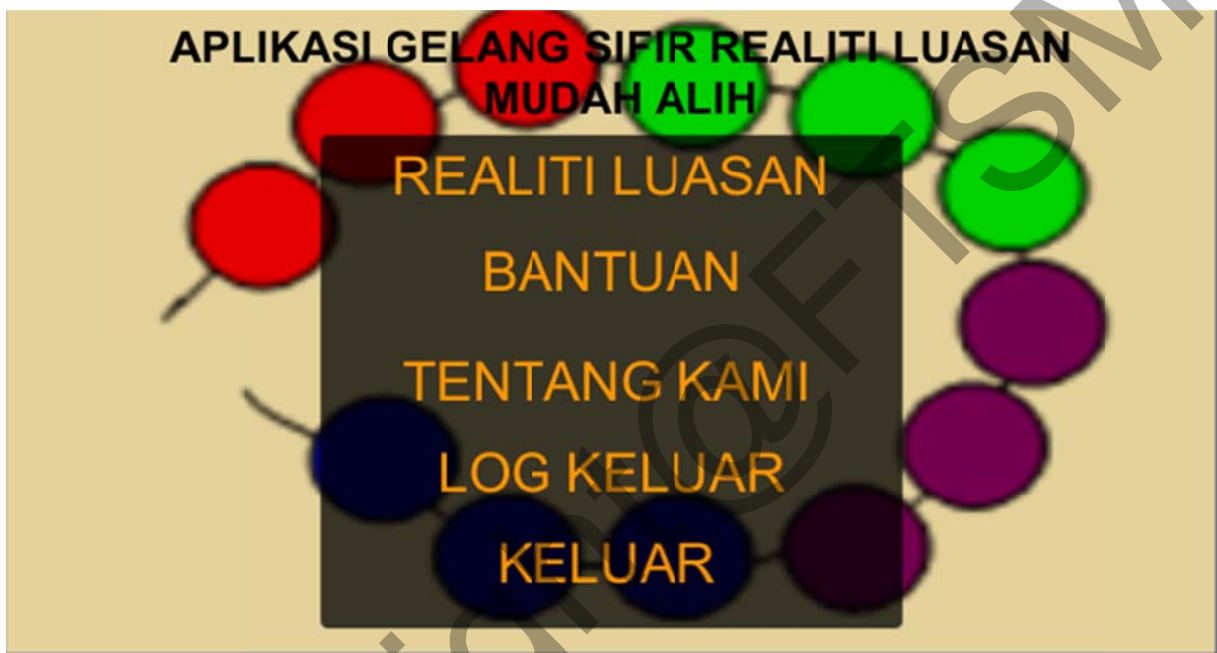 APLIKASI GELANG SIFIR REALITI LUASAN
MUDAH ALIH
REALITI LUASAN
BANTUAN
TENTANG KAMI
LOG KELUAR
KELUAR